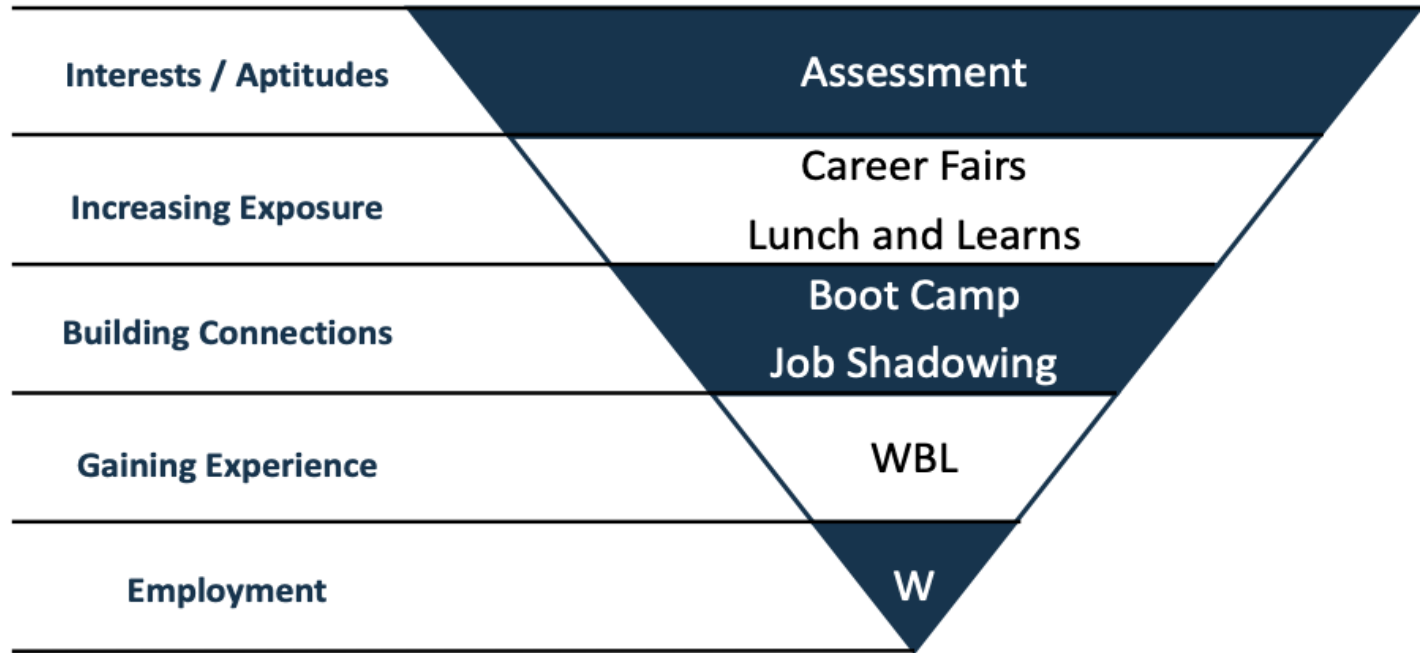 Interests / Aptitudes
Assessment
Increasing Exposure
Career Fairs
Lunch and Learns
Building Connections
Boot Camp
Job Shadowing
Gaining Experience
WBL
Employment
W